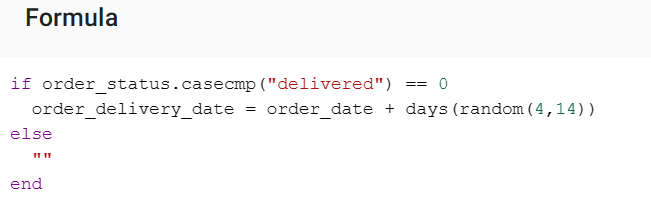 Formula
if order_status.casecmp("delivered") == 0
  order_delivery_date = order_date + days(random(4,14))
else
  ""
end